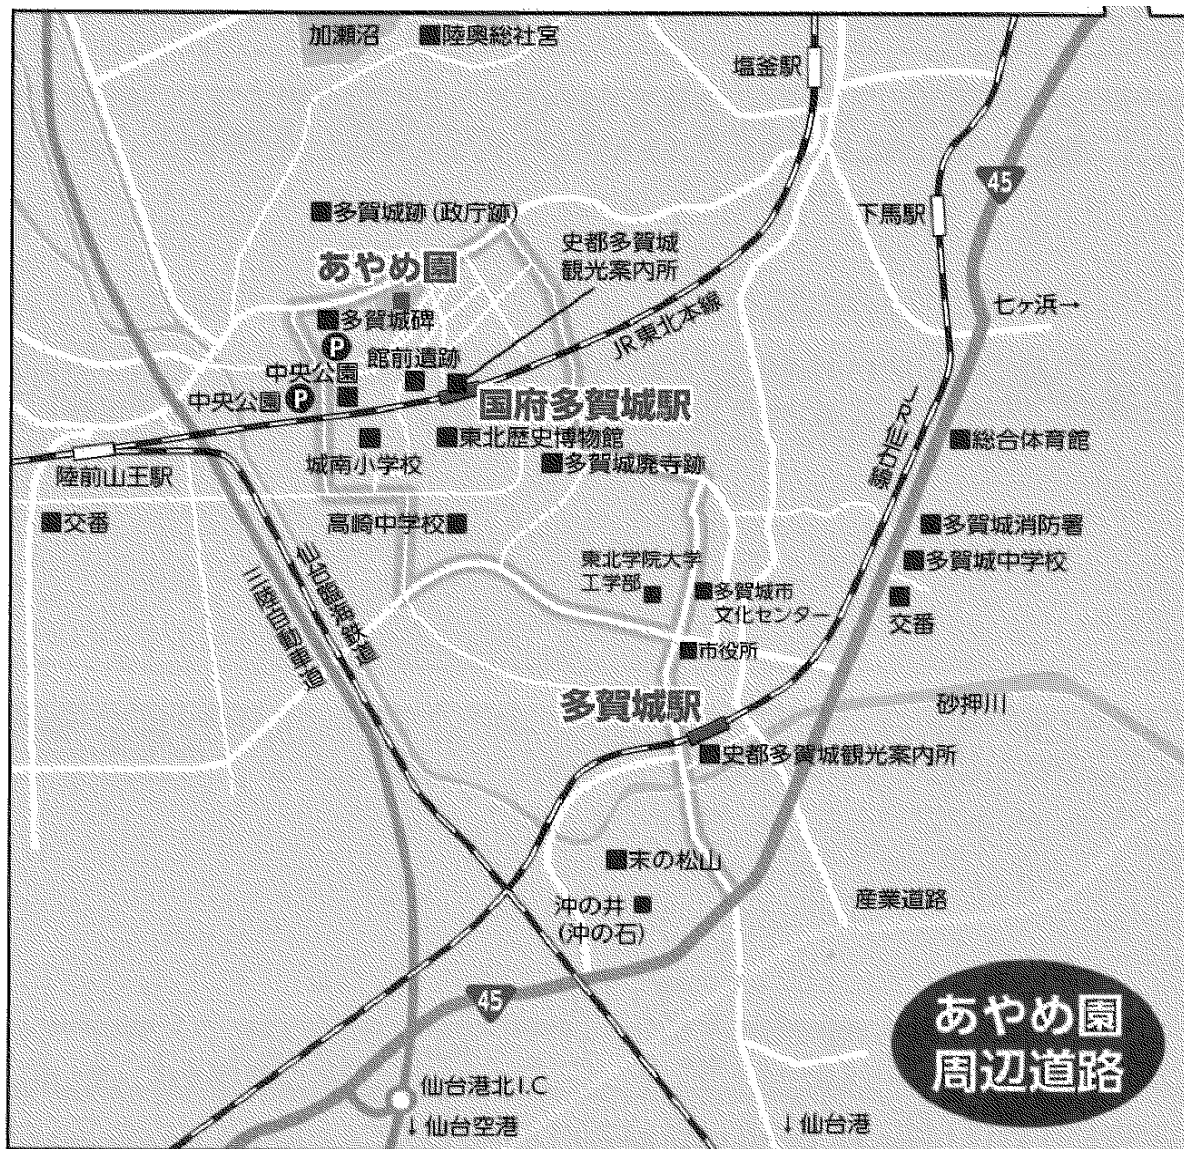 加瀬沼
陸奥総社宮
塩釜駅
45
多賀城跡(政庁跡)
下馬駅
史都多賀城
観光案内所
あやめ園
七ヶ浜→
多賀城碑
JR東北本線
P
館前遺跡
中央公園
中央公園
P
国府多賀城駅
JR仙石線
東北歴史博物館
総合体育館
城南小学校
多賀城廃寺跡
陸前山王駅
交番
高崎中学校
多賀城消防署
仙台臨海鉄道
三陸自動車道
東北学院大学
工学部
多賀城中学校
多賀城市
文化センター
交番
市役所
多賀城駅
砂押川
史都多賀城観光案内所
末の松山
産業道路
沖の井
(沖の石)
45
あやめ園
周辺道路
仙台港北I.C
↓仙台空港
↓仙台港